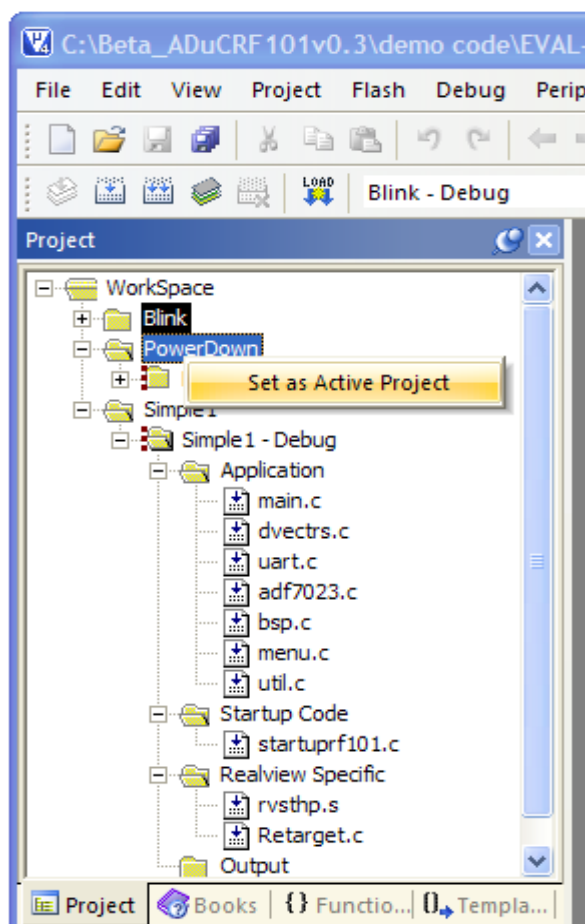 C:\Beta_ADuCRF101v0.3\demo code\EVAL-
File Edit View Project Flash Debug Perip
LOAD Blink - Debug
Project
WorkSpace
Blink
PowerDown
Set as Active Project
Simple1
Simple1 - Debug
Application
main.c
dvectrs.c
uart.c
adf7023.c
bsp.c
menu.c
util.c
Startup Code
startuprf101.c
Realview Specific
rvsthp.s
Retarget.c
Output
Project Books {} Functio... 0 Templa...